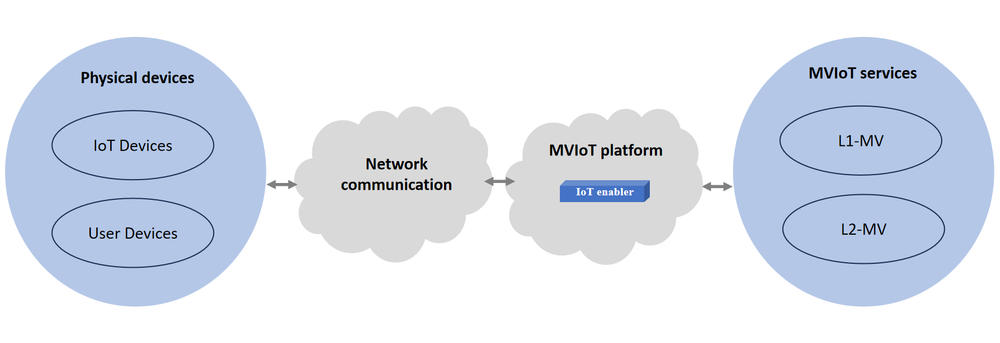 Physical devices
IoT Devices
User Devices
Network
communication
MVIoT platform
IoT enabler
MVIoT services
L1-MV
L2-MV